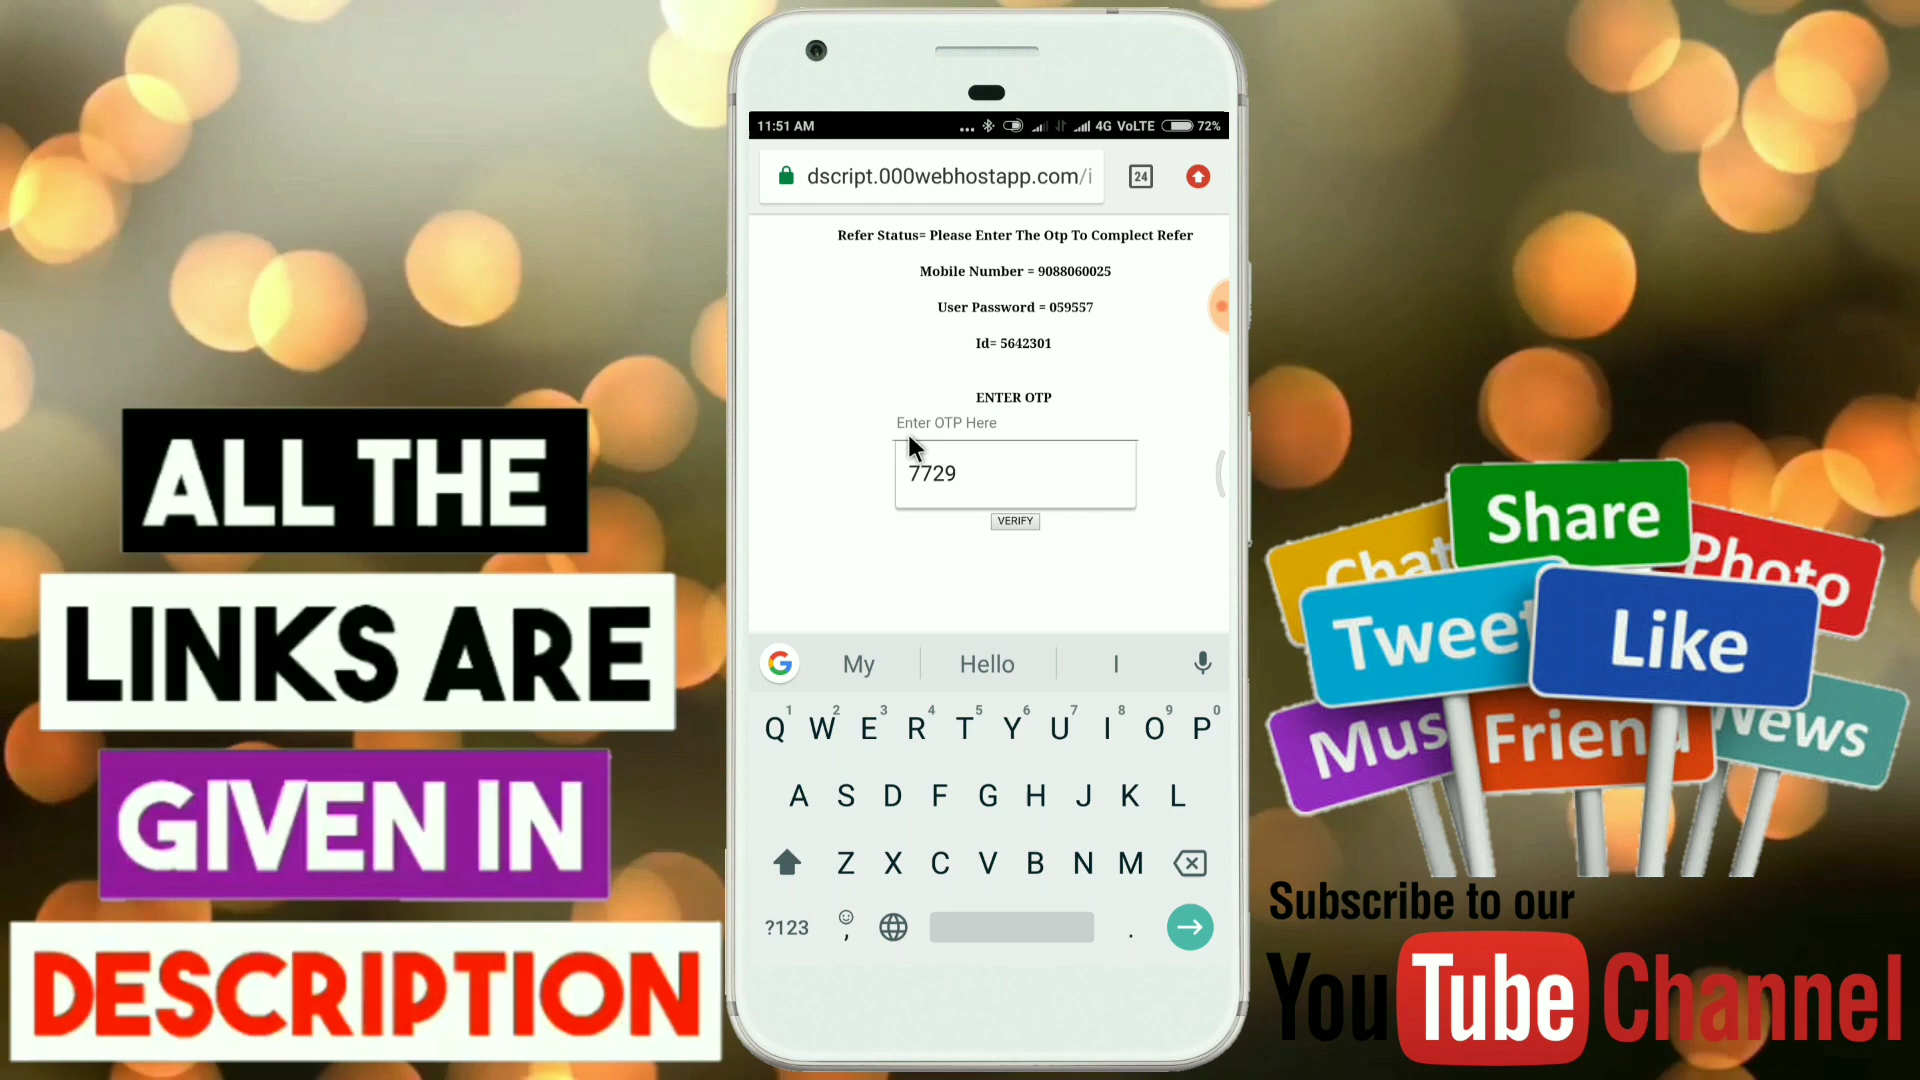 ALL THE
LINKS ARE
GIVEN IN
DESCRIPTION
11:51 AM
4G VoLTE 72%
dscript.000webhostapp.com/i
24
Refer Status= Please Enter The Otp To Complect Refer
Mobile Number = 9088060025
User Password = 059557
Id= 5642301
ENTER OTP
Enter OTP Here
7729
VERIFY
G My Hello I
1 2 3 4 5 6 7 8 9 0
Q W E R T Y U I O P
A S D F G H J K L
Z X C V B N M
?123 , .
Share
Chat
Photo
Tweet
Like
Mus
Friend
News
Subscribe to our
YouTube Channel